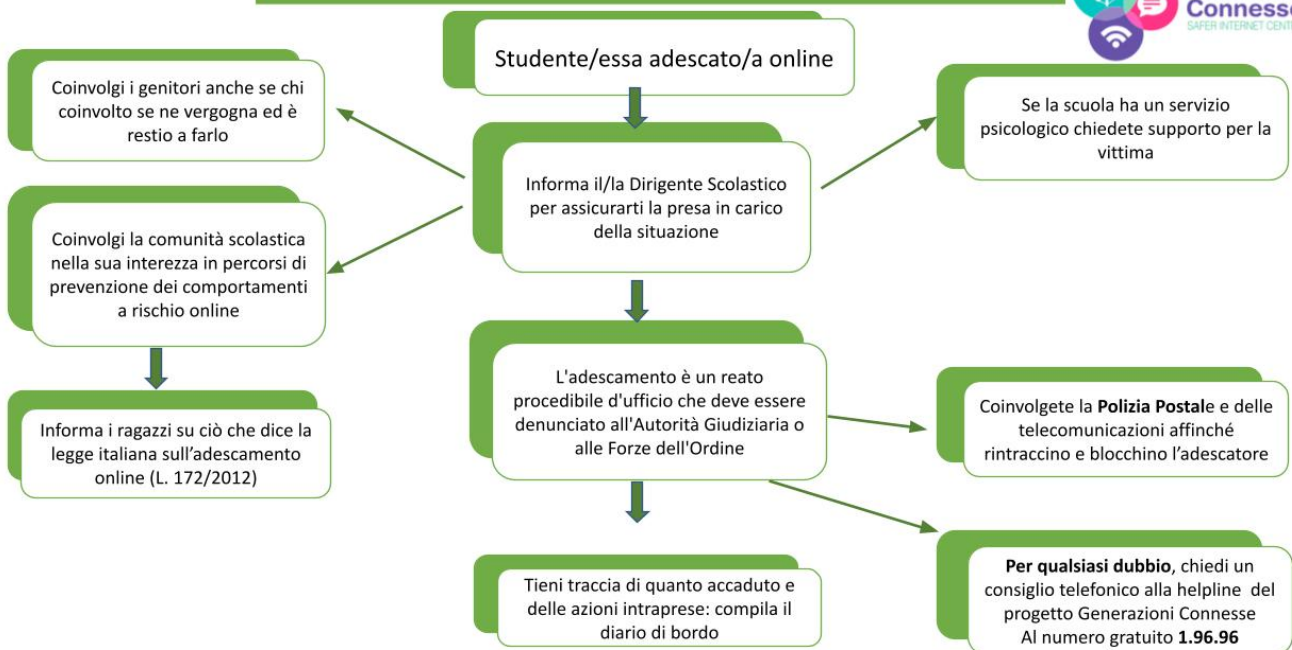 Connesse
SAFER INTERNET CENT
Studente/essa adescato/a online
Coinvolgi i genitori anche se chi
coinvolto se ne vergogna ed è
restio a farlo
Se la scuola ha un servizio
psicologico chiedete supporto per la
vittima
Informa il/la Dirigente Scolastico
per assicurarti la presa in carico
della situazione
Coinvolgi la comunità scolastica
nella sua interezza in percorsi di
prevenzione dei comportamenti
a rischio online
L'adescamento è un reato
procedibile d'ufficio che deve essere
denunciato all'Autorità Giudiziaria o
alle Forze dell'Ordine
Coinvolgete la Polizia Postale e delle
telecomunicazioni affinché
rintraccino e blocchino l’adescatore
Informa i ragazzi su ciò che dice la
legge italiana sull’adescamento
online (L. 172/2012)
Tieni traccia di quanto accaduto e
delle azioni intraprese: compila il
diario di bordo
Per qualsiasi dubbio, chiedi un
consiglio telefonico alla helpline del
progetto Generazioni Connesse
Al numero gratuito 1.96.96